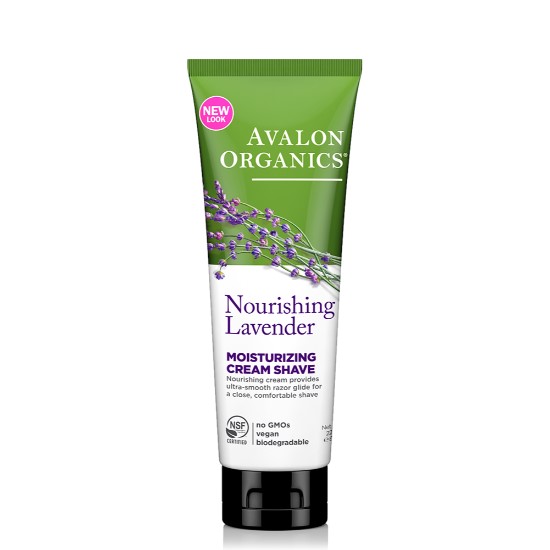 NEW
LOOK
AVALON
ORGANICS®
Nourishing
Lavender
MOISTURIZING
CREAM SHAVE
Nourishing cream provides
ultra-smooth razor glide for
a close, comfortable shave
NSF
CERTIFIED
no GMOs
vegan
biodegradable